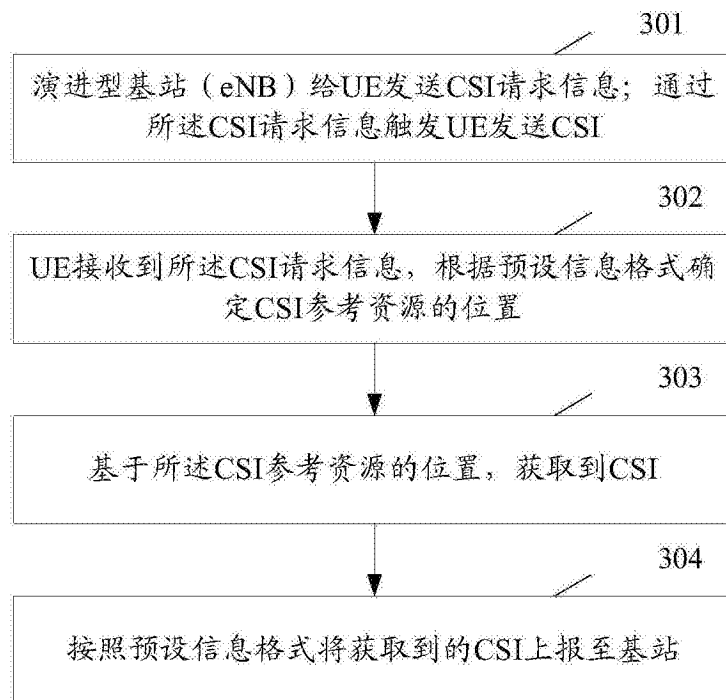 301
演进型基站（eNB）给UE发送CSI请求信息；通过
所述CSI请求信息触发UE发送CSI
302
UE接收到所述CSI请求信息，根据预设信息格式确
定CSI参考资源的位置
303
基于所述CSI参考资源的位置，获取到CSI
304
按照预设信息格式将获取到的CSI上报至基站